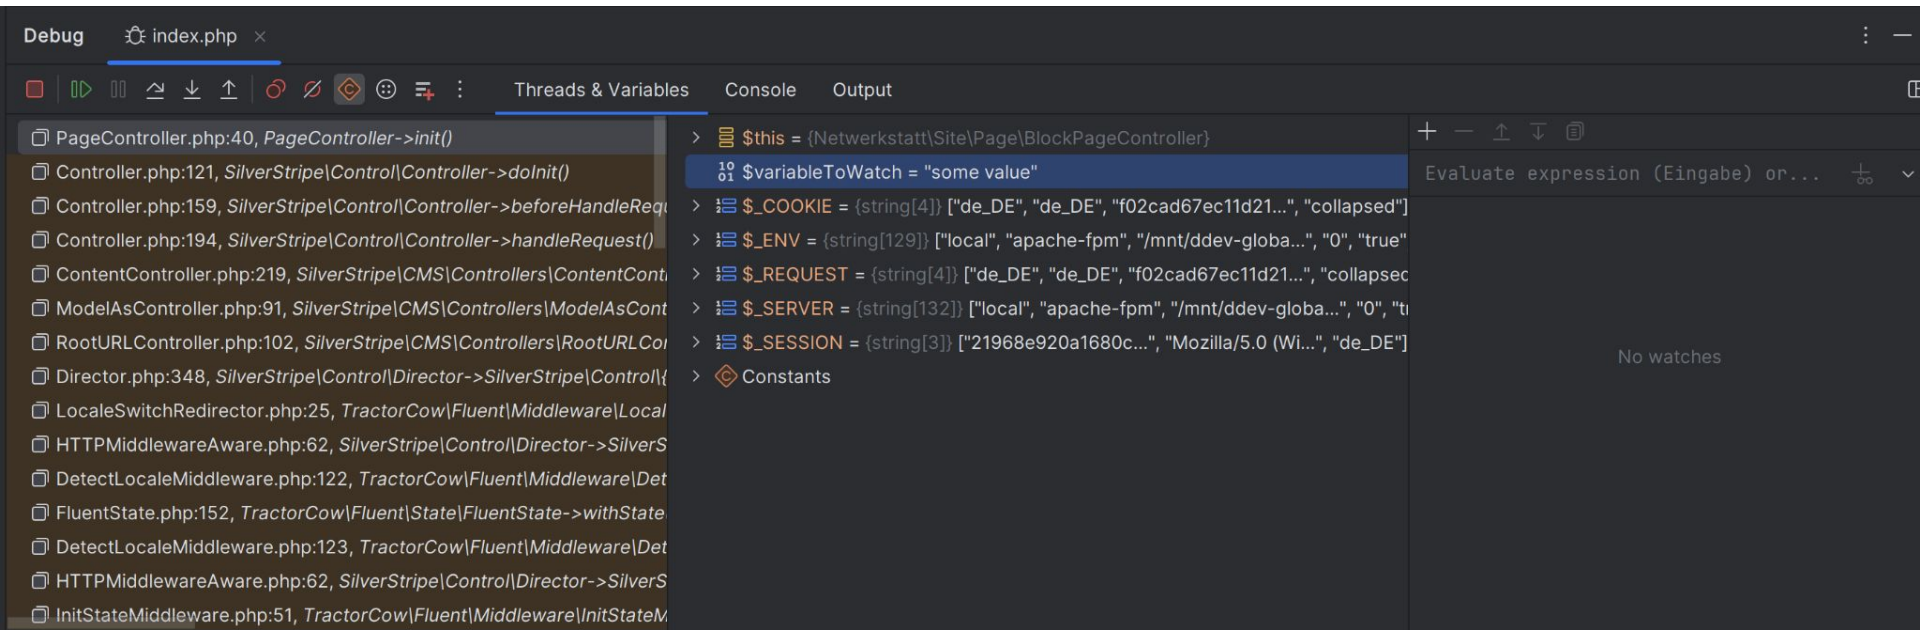 Debug index.php
Threads & Variables Console Output
PageController.php:40, PageController->init()
Controller.php:121, SilverStripe\Control\Controller->doInit()
Controller.php:159, SilverStripe\Control\Controller->beforeHandleRequ
Controller.php:194, SilverStripe\Control\Controller->handleRequest()
ContentController.php:219, SilverStripe\CMS\Controllers\ContentCont
ModelAsController.php:91, SilverStripe\CMS\Controllers\ModelAsCont
RootURLController.php:102, SilverStripe\CMS\Controllers\RootURLCo
Director.php:348, SilverStripe\Control\Director->SilverStripe\Control\{
LocaleSwitchRedirector.php:25, TractorCow\Fluent\Middleware\Local
HTTPMiddlewareAware.php:62, SilverStripe\Control\Director->SilverS
DetectLocaleMiddleware.php:122, TractorCow\Fluent\Middleware\Det
FluentState.php:152, TractorCow\Fluent\State\FluentState->withState
DetectLocaleMiddleware.php:123, TractorCow\Fluent\Middleware\Det
HTTPMiddlewareAware.php:62, SilverStripe\Control\Director->SilverS
InitStateMiddleware.php:51, TractorCow\Fluent\Middleware\InitStateM
$this = {Netwerkstatt\Site\Page\BlockPageController}
$variableToWatch = "some value"
$_COOKIE = {string[4]} ["de_DE", "de_DE", "f02cad67ec11d21...", "collapsed"]
$_ENV = {string[129]} ["local", "apache-fpm", "/mnt/ddev-globa...", "0", "true"
$_REQUEST = {string[4]} ["de_DE", "de_DE", "f02cad67ec11d21...", "collapsed
$_SERVER = {string[132]} ["local", "apache-fpm", "/mnt/ddev-globa...", "0", "t
$_SESSION = {string[3]} ["21968e920a1680c...", "Mozilla/5.0 (Wi...", "de_DE"]
Constants
Evaluate expression (Eingabe) or...
No watches